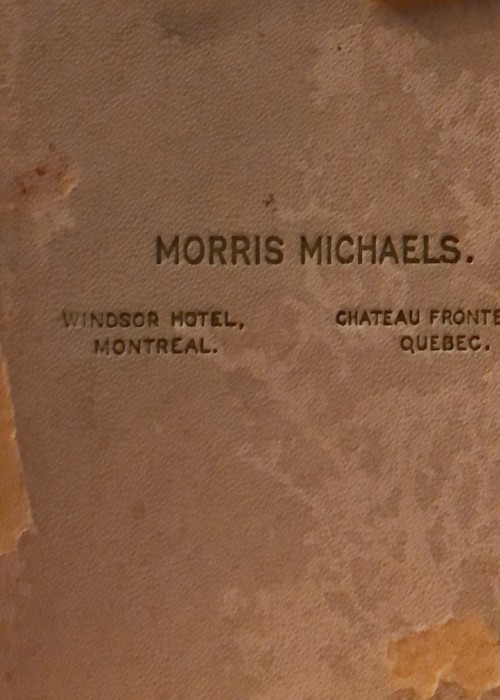 MORRIS MICHAELS.
WINDSOR HOTEL,
MONTREAL.
CHATEAU FRONTE
QUEBEC.